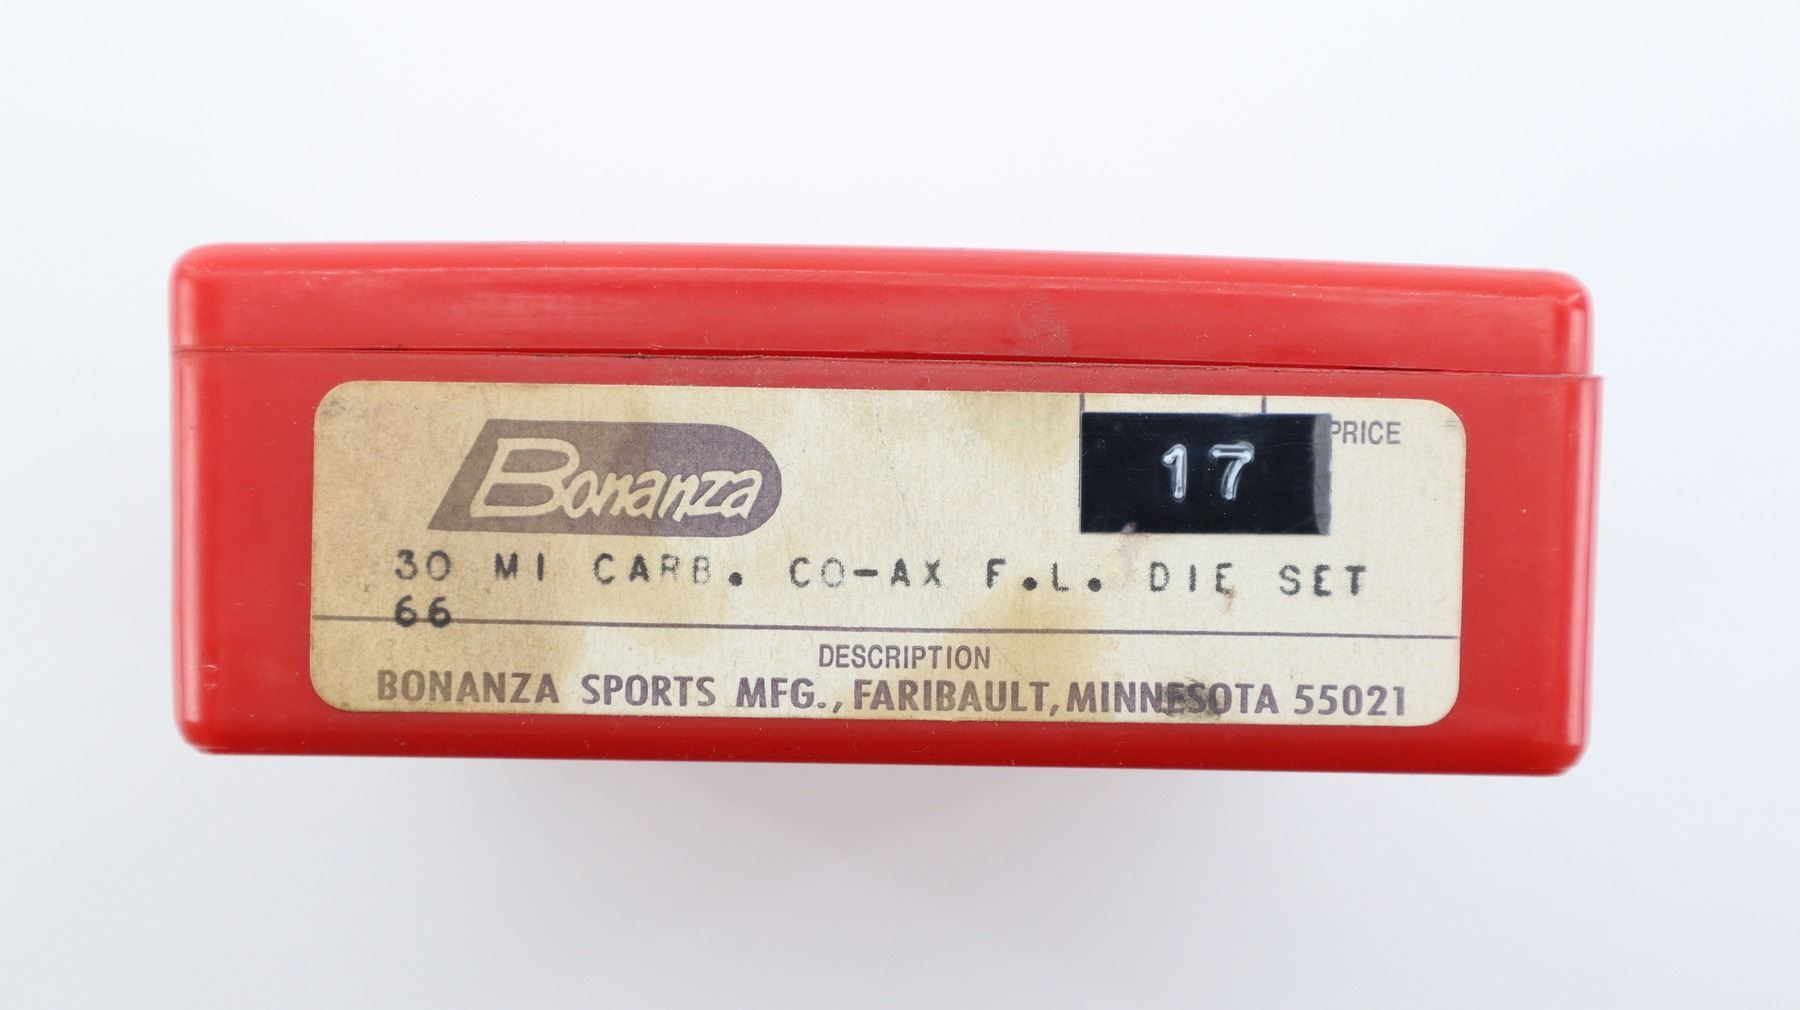 Bonanza
17
PRICE
30 MI CARB. CO-AX F.L. DIE SET
66
DESCRIPTION
BONANZA SPORTS MFG., FARIBAULT, MINNESOTA 55021